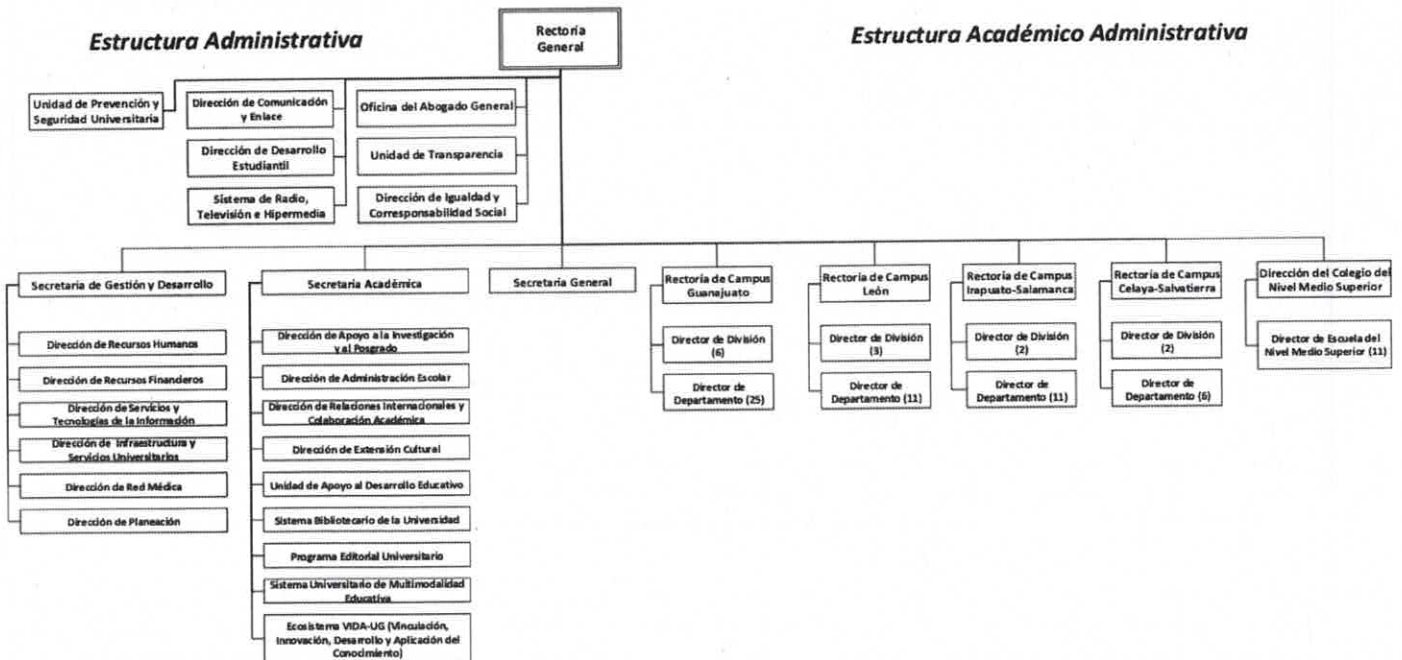 Estructura Administrativa
Rectoría
General
Estructura Académico Administrativa
Unidad de Prevención y
Seguridad Universitaria
Dirección de Comunicación
y Enlace
Oficina del Abogado General
Dirección de Desarrollo
Estudiantil
Unidad de Transparencia
Sistema de Radio,
Televisión e Hipermedia
Dirección de Igualdad y
Corresponsabilidad Social
Secretaría de Gestión y Desarrollo
Dirección de Recursos Humanos
Dirección de Recursos Financieros
Dirección de Servicios y
Tecnologías de la Información
Dirección de Infraestructura y
Servicios Universitarios
Dirección de Red Médica
Dirección de Planeación
Secretaría Académica
Dirección de Apoyo a la Investigación
y al Posgrado
Dirección de Administración Escolar
Dirección de Relaciones Internacionales y
Colaboración Académica
Dirección de Extensión Cultural
Unidad de Apoyo al Desarrollo Educativo
Sistema Bibliotecario de la Universidad
Programa Editorial Universitario
Sistema Universitario de Multimodalidad
Educativa
Ecosistema VIDA-UG (Vinculación,
Innovación, Desarrollo y Aplicación del
Conocimiento)
Secretaría General
Rectoría de Campus
Guanajuato
Director de División
(6)
Director de
Departamento (25)
Rectoría de Campus
León
Director de División
(3)
Director de
Departamento (11)
Rectoría de Campus
Irapuato-Salamanca
Director de División
(2)
Director de
Departamento (11)
Rectoría de Campus
Celaya-Salvatierra
Director de División
(2)
Director de
Departamento (6)
Dirección del Colegio del
Nivel Medio Superior
Director de Escuela del
Nivel Medio Superior (11)